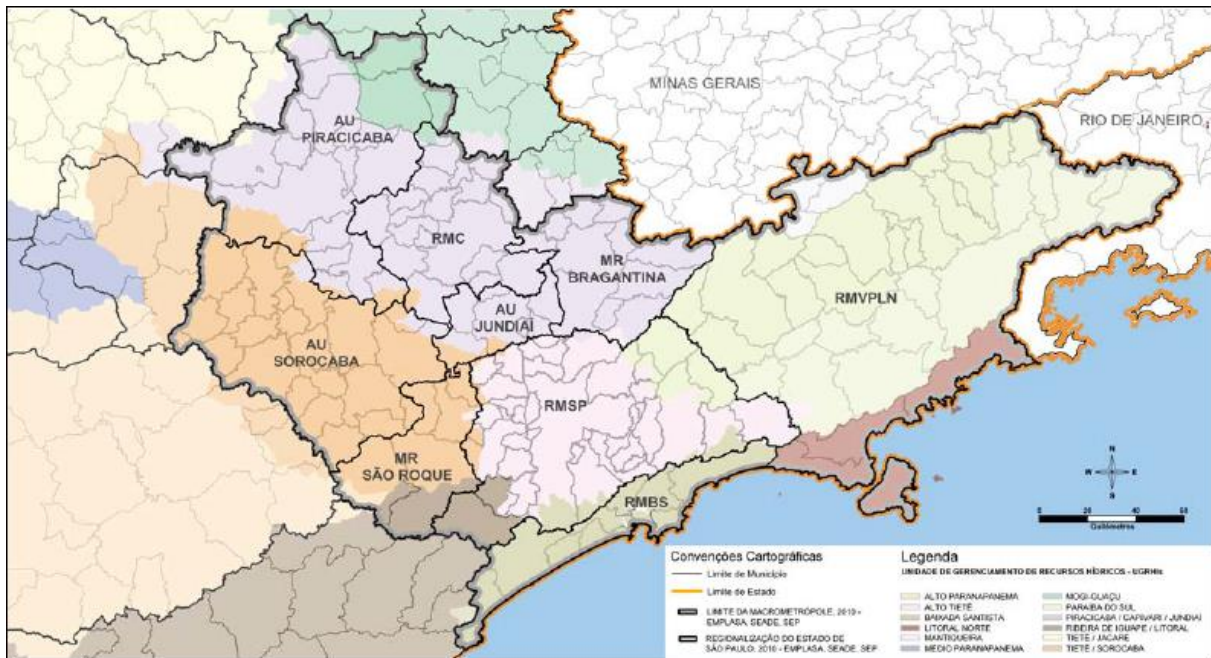 MINAS GERAIS
RIO DE JANEIRO
AU
PIRACICABA
RMC
MR
BRAGANTINA
RMVPLN
AU
JUNDIAÍ
AU
SOROCABA
RMSP
MR
SÃO ROQUE
RMBS
N
W
E
S
0
20
40
60
Quilômetros
Convenções Cartográficas
Limite de Município
Limite de Estado
LIMITE DA MACROMETRÓPOLE, 2010 -
EMPLASA, SEADE, SEP
REGIONALIZAÇÃO DO ESTADO DE
SÃO PAULO, 2010 - EMPLASA, SEADE, SEP
Legenda
UNIDADE DE GERENCIAMENTO DE RECURSOS HÍDRICOS - UGRHIs
ALTO PARANAPANEMA
ALTO TIETÊ
BAIXADA SANTISTA
LITORAL NORTE
MANTIQUEIRA
MÉDIO PARANAPANEMA
MOGI-GUAÇU
PARAÍBA DO SUL
PIRACICABA / CAPIVARI / JUNDIAÍ
RIBEIRA DE IGUAPE / LITORAL
TIETÊ / JACARÉ
TIETÊ / SOROCABA